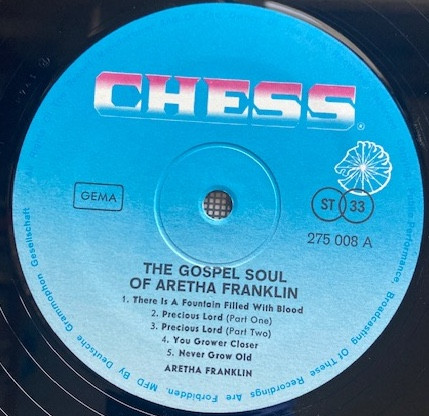 CHESS
®
GEMA
ST 33
275 008 A
THE GOSPEL SOUL
OF ARETHA FRANKLIN
1. There Is A Fountain Filled With Blood
2. Precious Lord (Part One)
3. Precious Lord (Part Two)
4. You Grower Closer
5. Never Grow Old
ARETHA FRANKLIN
Public Performance, Broadcasting Of These Recordings Are Forbidden. MFD By Deutsche Grammophon Gesellschaft